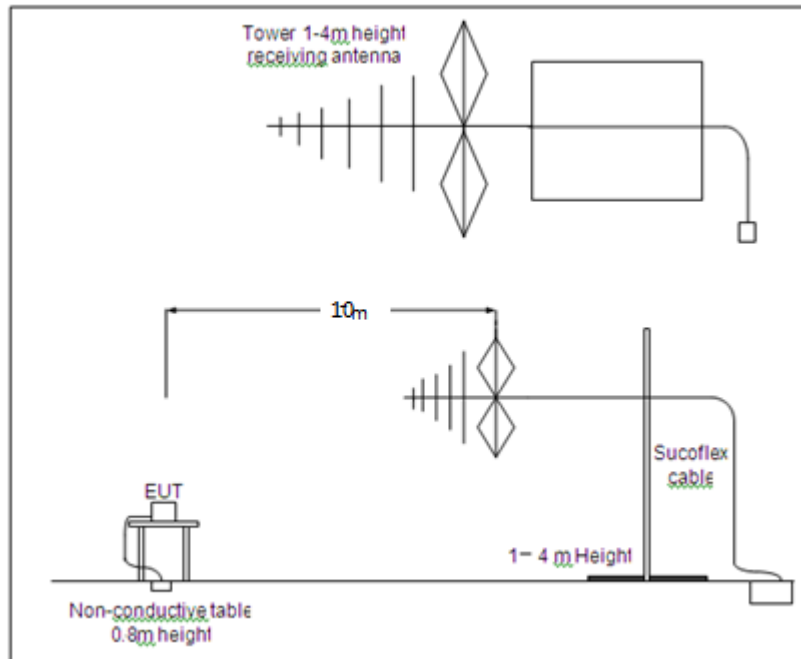 Tower 1-4m height
receiving antenna
10m
EUT
Sucoflex
cable
1- 4 m Height
Non-conductive table
0.8m height